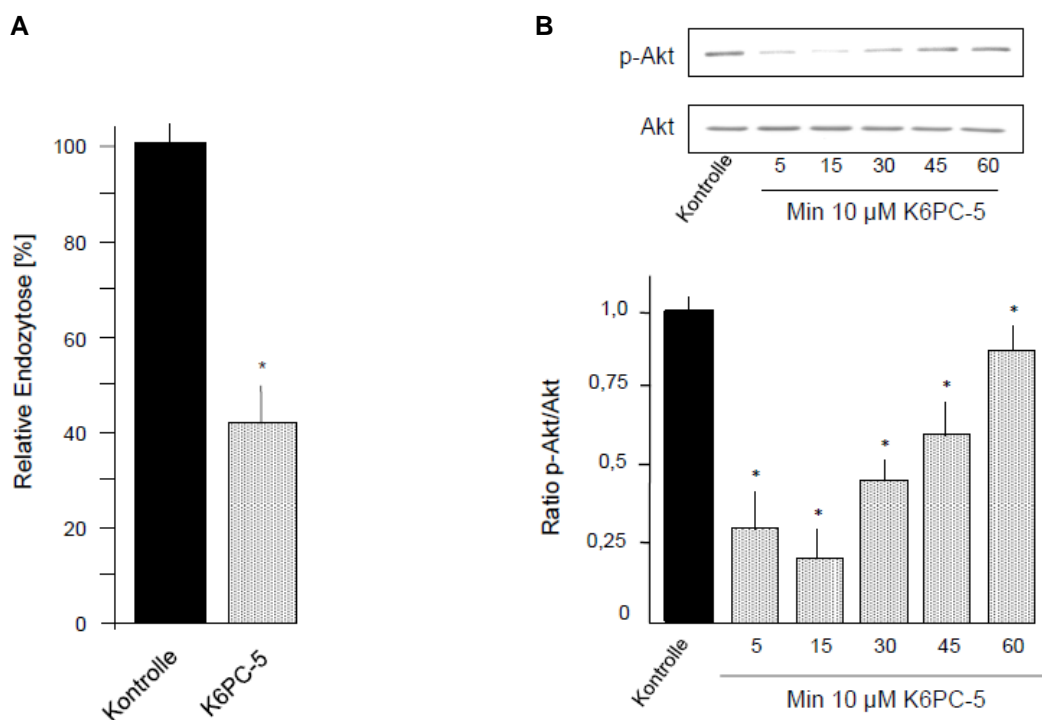 A
100
80
60
40
20
0
Relative Endozytose [%]
*
Kontrolle
K6PC-5
B
p-Akt
Akt
Kontrolle
5 15 30 45 60
Min 10 µM K6PC-5
1,0
0,75
0,5
0,25
0
Ratio p-Akt/Akt
* * * * *
Kontrolle
5 15 30 45 60
Min 10 µM K6PC-5